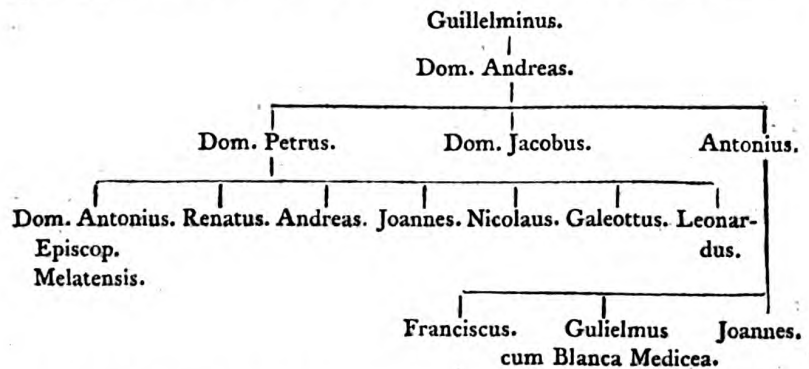 Guillelminus.
Dom. Andreas.
Dom. Petrus. Dom. Jacobus. Antonius.
Dom. Antonius. Renatus. Andreas. Joannes. Nicolaus. Galeottus. Leonar-
Episcop. dus.
Melatensis.
Franciscus. Gulielmus Joannes.
cum Blanca Medicea.